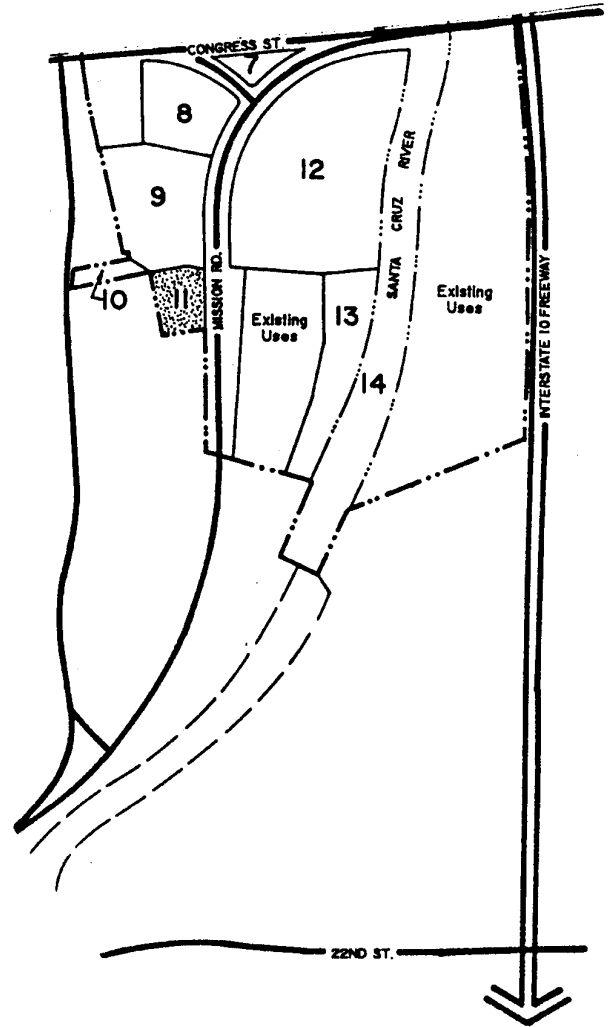 CONGRESS ST.
7
8
12
9
SANTA CRUZ RIVER
10
11
MISSION RD.
Existing
Uses
13
14
Existing
Uses
INTERSTATE 10 FREEWAY
22ND ST.